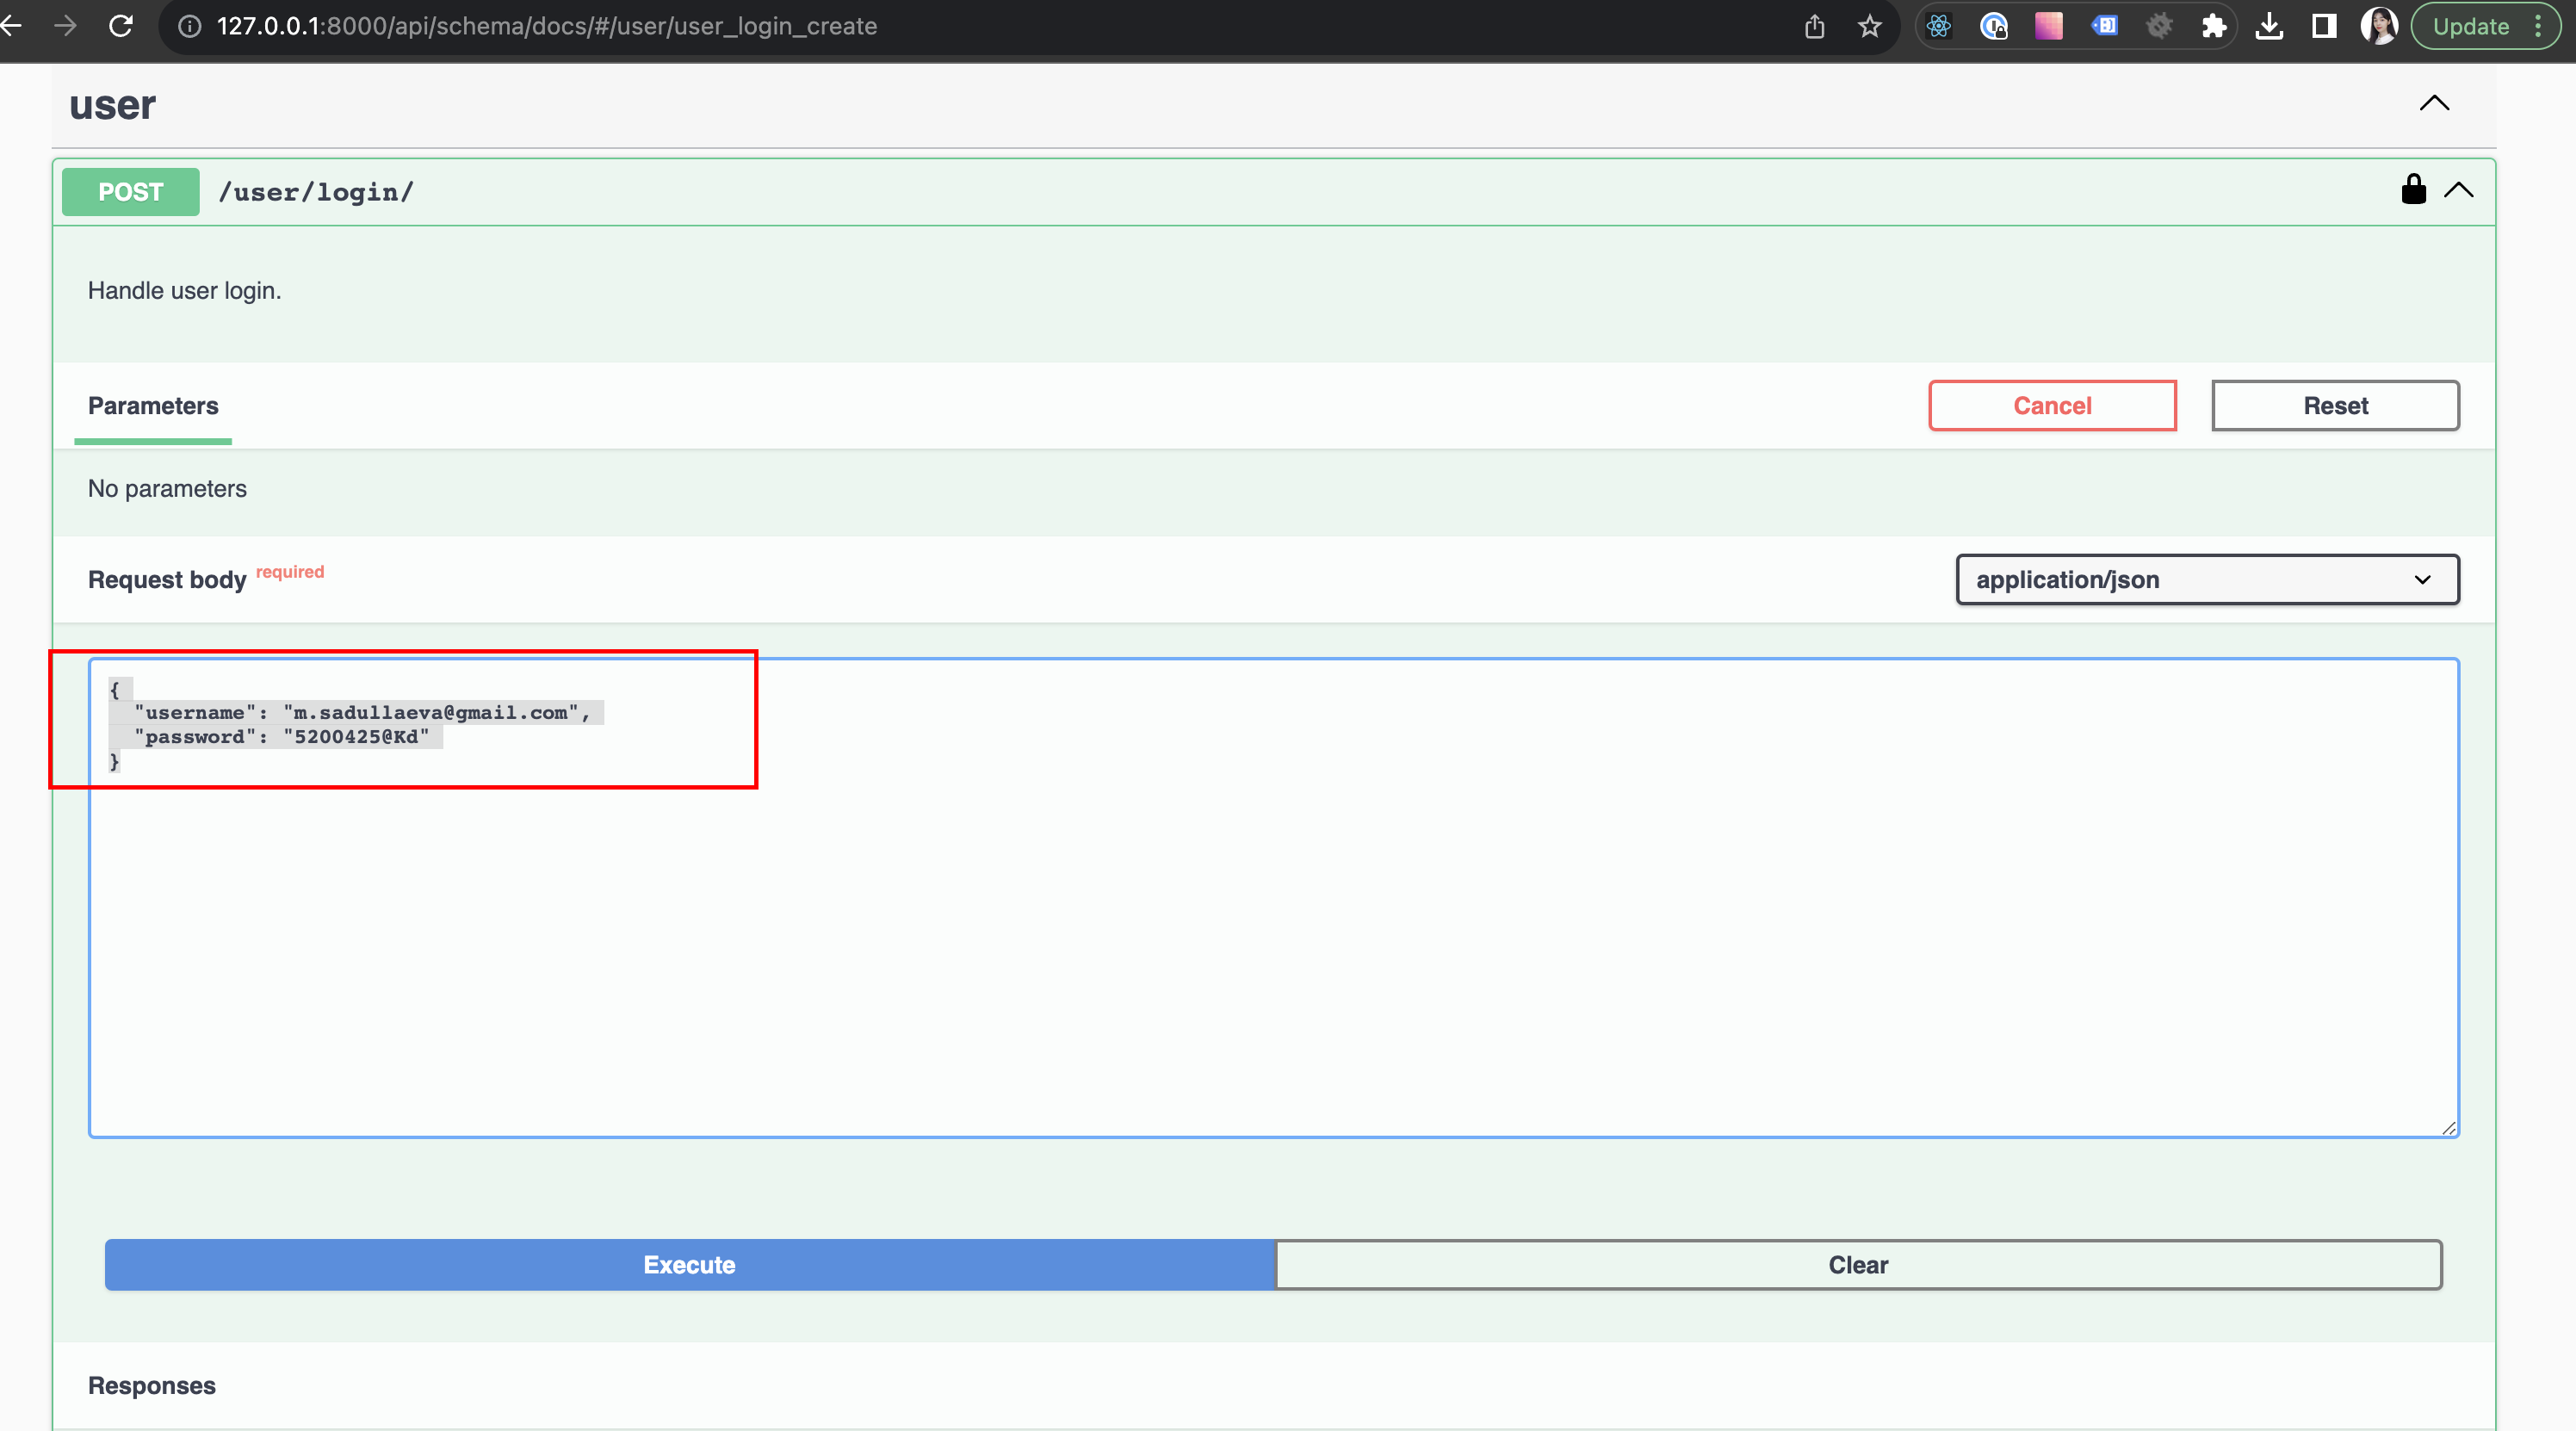 127.0.0.1:8000/api/schema/docs/#/user/user_login_create
Update
user
POST /user/login/
Handle user login.
Parameters
Cancel
Reset
No parameters
Request body required
application/json
{
"username": "m.sadullaeva@gmail.com",
"password": "5200425@Kd"
}
Execute
Clear
Responses